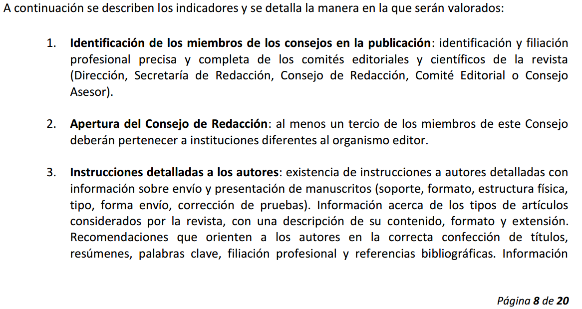 A continuación se describen los indicadores y se detalla la manera en la que serán valorados:
1. Identificación de los miembros de los consejos en la publicación: identificación y filiación
profesional precisa y completa de los comités editoriales y científicos de la revista
(Dirección, Secretaría de Redacción, Consejo de Redacción, Comité Editorial o Consejo
Asesor).
2. Apertura del Consejo de Redacción: al menos un tercio de los miembros de este Consejo
deberán pertenecer a instituciones diferentes al organismo editor.
3. Instrucciones detalladas a los autores: existencia de instrucciones a autores detalladas con
información sobre envío y presentación de manuscritos (soporte, formato, estructura física,
tipo, forma envío, corrección de pruebas). Información acerca de los tipos de artículos
considerados por la revista, con una descripción de su contenido, formato y extensión.
Recomendaciones que orienten a los autores en la correcta confección de títulos,
resúmenes, palabras clave, filiación profesional y referencias bibliográficas. Información
Página 8 de 20